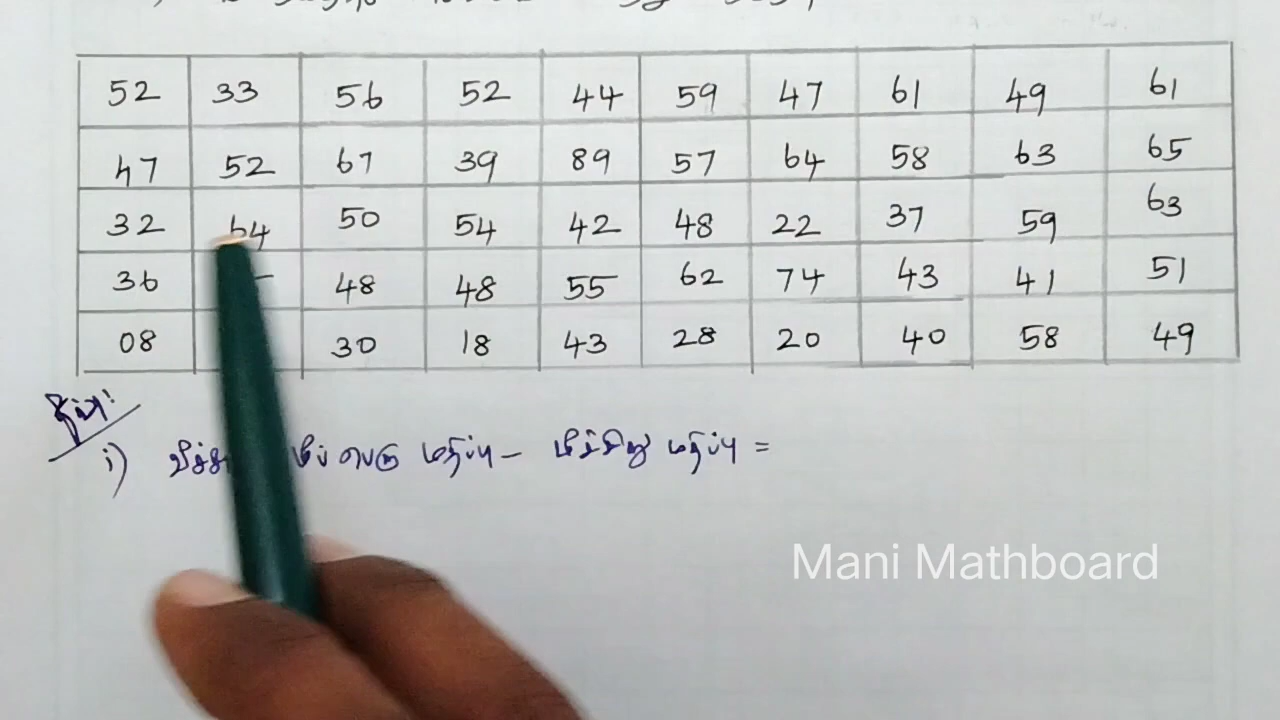 52 33 56 52 44 59 47 61 49 61
47 52 67 39 89 57 64 58 63 65
32 64 50 54 42 48 22 37 59 63
36 48 48 55 62 74 43 41 51
08 30 18 43 28 20 40 58 49
தீர்வு:
i) மீப்பெரு மதிப்பு - மீச்சிறு மதிப்பு =
Mani Mathboard